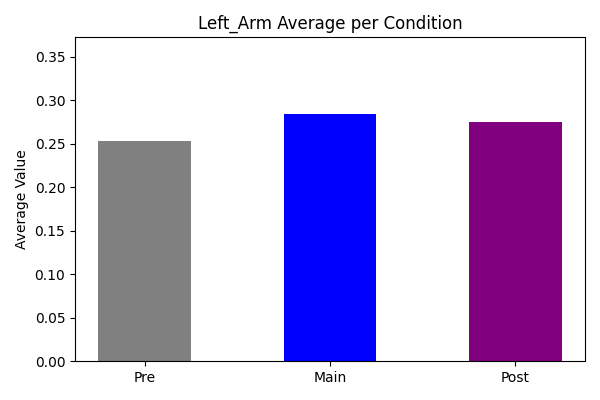 Left_Arm Average per Condition
Average Value
0.35
0.30
0.25
0.20
0.15
0.10
0.05
0.00
Pre
Main
Post